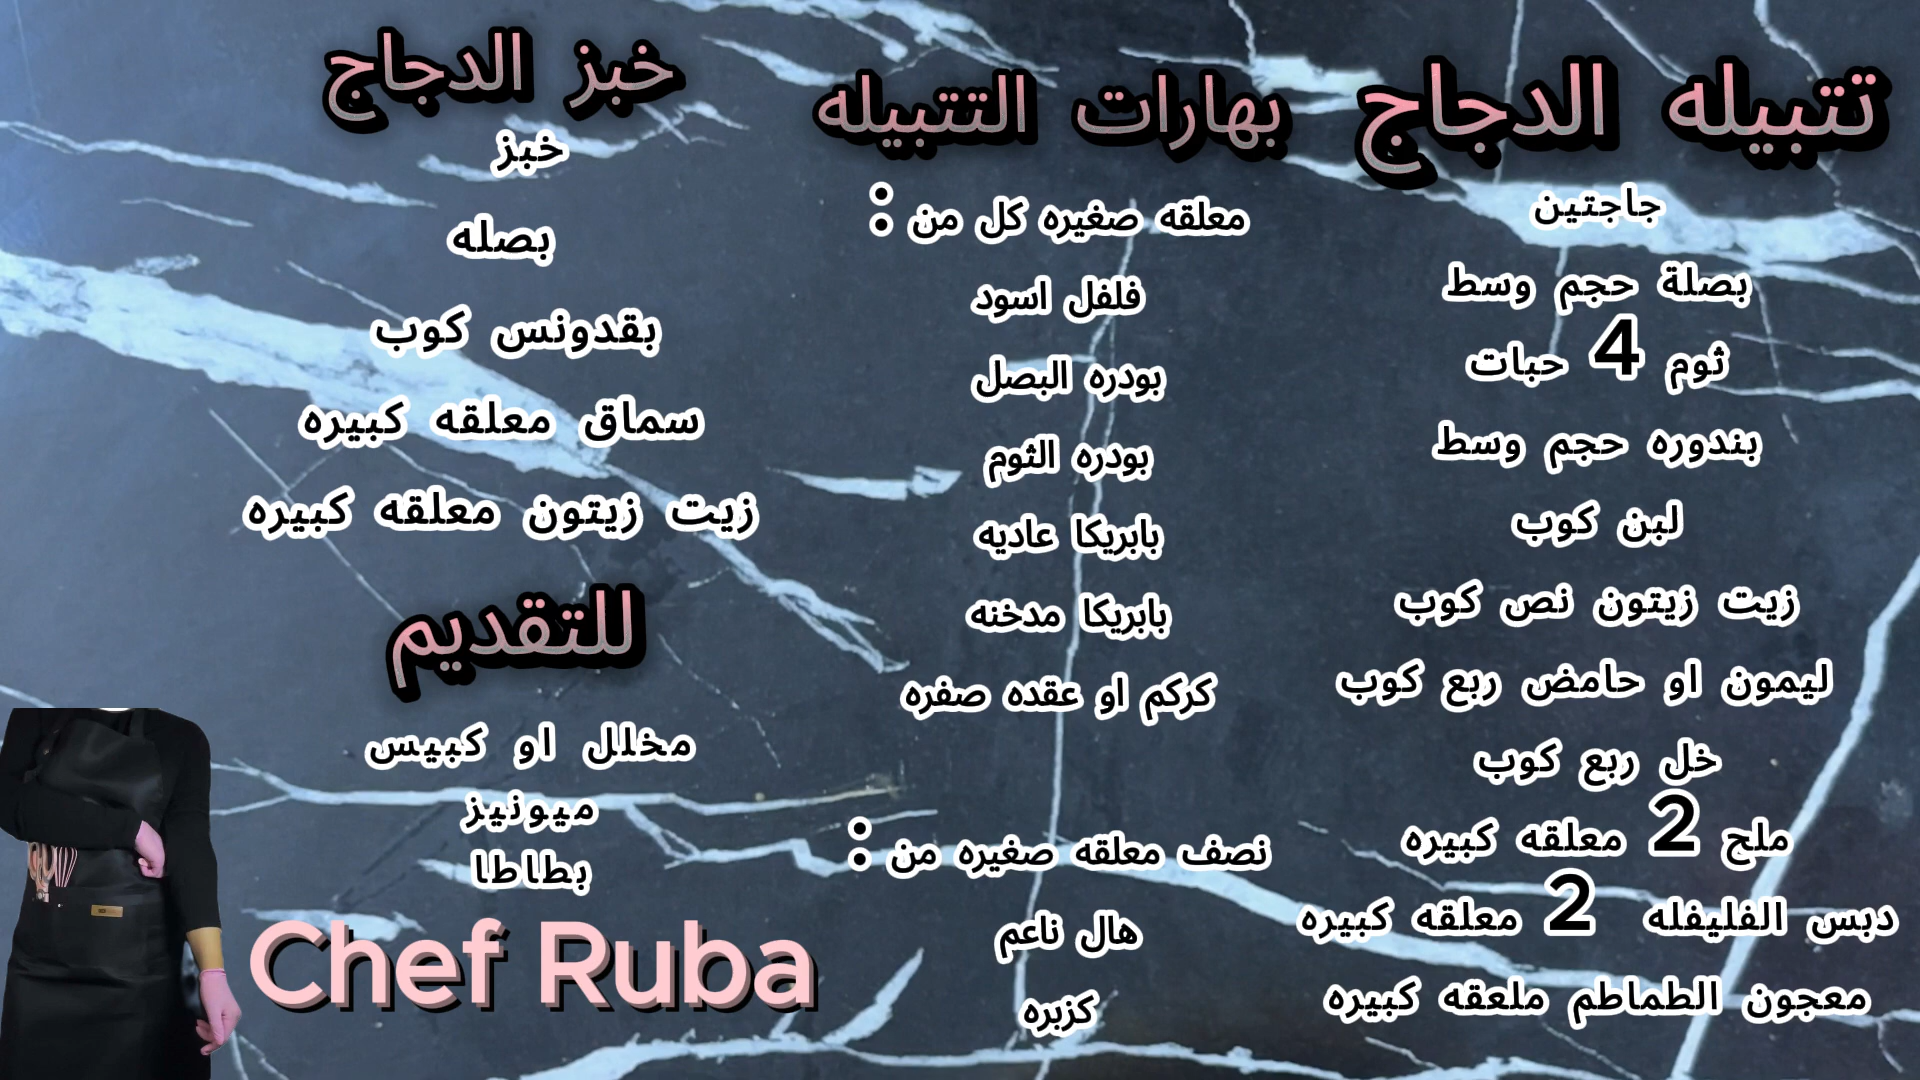 تتبيله الدجاج
جاجتين
بصلة حجم وسط
ثوم 4 حبات
بندوره حجم وسط
لبن كوب
زيت زيتون نص كوب
ليمون او حامض ربع كوب
خل ربع كوب
ملح 2 معلقه كبيره
دبس الفليفله 2 معلقه كبيره
معجون الطماطم ملعقه كبيره
بهارات التتبيله
معلقه صغيره كل من :
فلفل اسود
بودره البصل
بودره الثوم
بابريكا عاديه
بابريكا مدخنه
كركم او عقده صفره
نصف معلقه صغيره من :
هال ناعم
كزبره
خبز الدجاج
خبز
بصله
بقدونس كوب
سماق معلقه كبيره
زيت زيتون معلقه كبيره
للتقديم
مخلل او كبيس
ميونيز
بطاطا
Chef Ruba